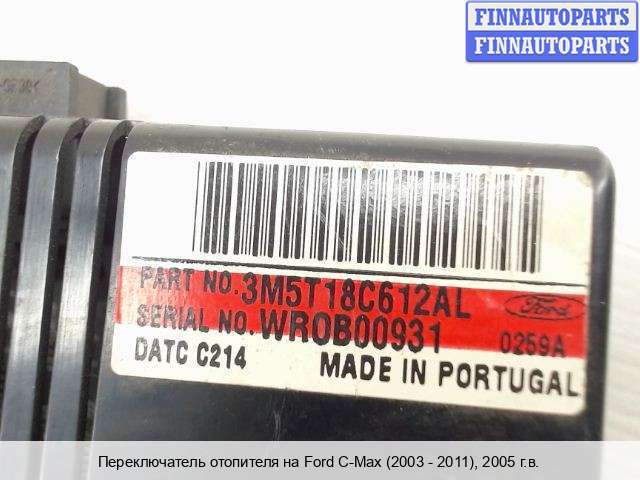 FINNAUTOPARTS
FINNAUTOPARTS
PART NO. 3M5T18C612AL
Ford
SERIAL NO. WROB00931
0259A
DATC C214
MADE IN PORTUGAL
Переключатель отопителя на Ford C-Max (2003 - 2011), 2005 г.в.